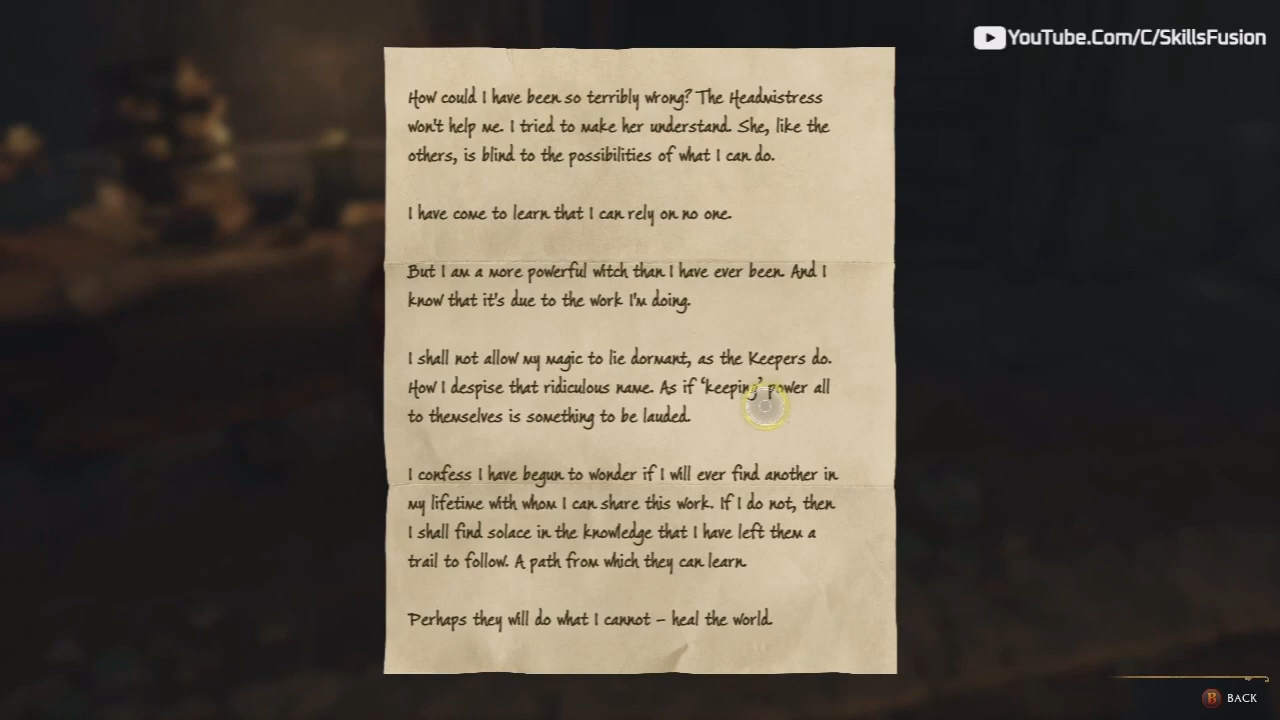 YouTube.Com/C/SkillsFusion
How could I have been so terribly wrong? The Headmistress
won't help me. I tried to make her understand. She, like the
others, is blind to the possibilities of what I can do.
I have come to learn that I can rely on no one.
But I am a more powerful witch than I have ever been. And I
know that it's due to the work I'm doing.
I shall not allow my magic to lie dormant, as the Keepers do.
How I despise that ridiculous name. As if ‘keeping’ power all
to themselves is something to be lauded.
I confess I have begun to wonder if I will ever find another in
my lifetime with whom I can share this work. If I do not, then
I shall find solace in the knowledge that I have left them a
trail to follow. A path from which they can learn.
Perhaps they will do what I cannot – heal the world.
B BACK